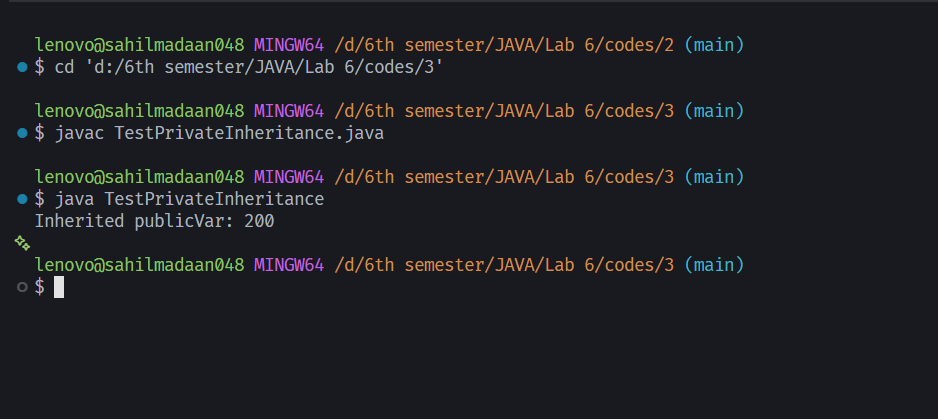 lenovo@sahilmadaan048 MINGW64 /d/6th semester/JAVA/Lab 6/codes/2 (main)
$ cd 'd:/6th semester/JAVA/Lab 6/codes/3'
lenovo@sahilmadaan048 MINGW64 /d/6th semester/JAVA/Lab 6/codes/3 (main)
$ javac TestPrivateInheritance.java
lenovo@sahilmadaan048 MINGW64 /d/6th semester/JAVA/Lab 6/codes/3 (main)
$ java TestPrivateInheritance
Inherited publicVar: 200
lenovo@sahilmadaan048 MINGW64 /d/6th semester/JAVA/Lab 6/codes/3 (main)
$